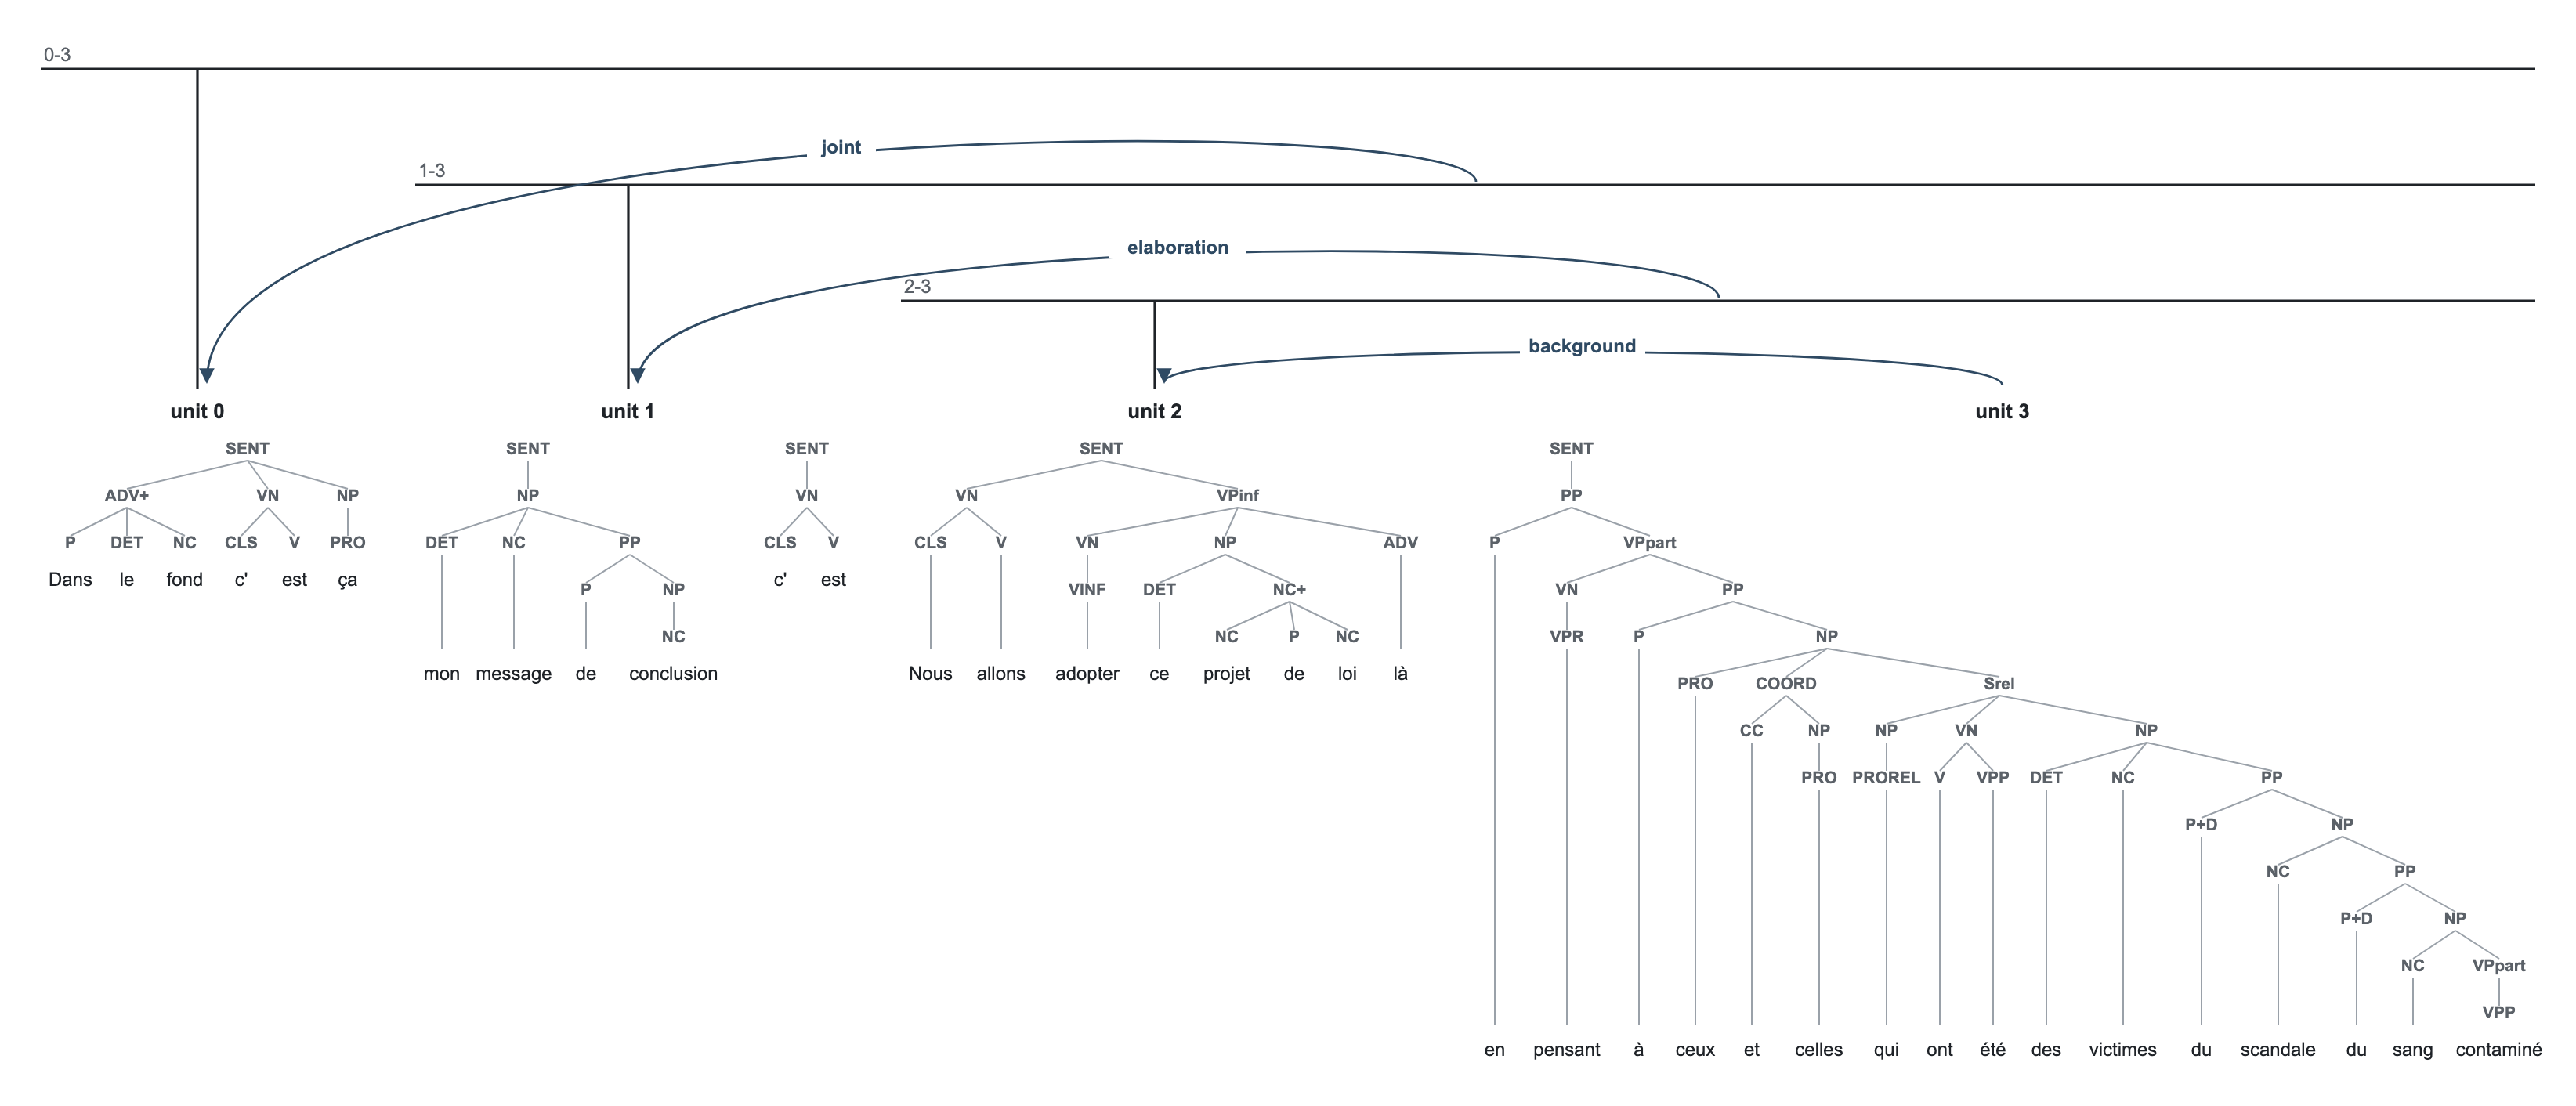 0-3
joint
1-3
elaboration
2-3
background
unit 0 unit 1 unit 2 unit 3
SENT SENT SENT SENT SENT
ADV+ VN NP NP VN VN VPinf PP
P DET NC CLS V PRO DET NC PP CLS V CLS V VN NP ADV P VPpart
Dans le fond c' est ça c' est
P NP VINF DET NC+ VN PP
NC NC P NC VPR P NP
mon message de conclusion Nous allons adopter ce projet de loi là
PRO COORD Srel
CC NP NP VN NP
PRO PROREL V VPP DET NC PP
P+D NP
NC PP
P+D NP
NC VPpart
VPP
en pensant à ceux et celles qui ont été des victimes du scandale du sang contaminé